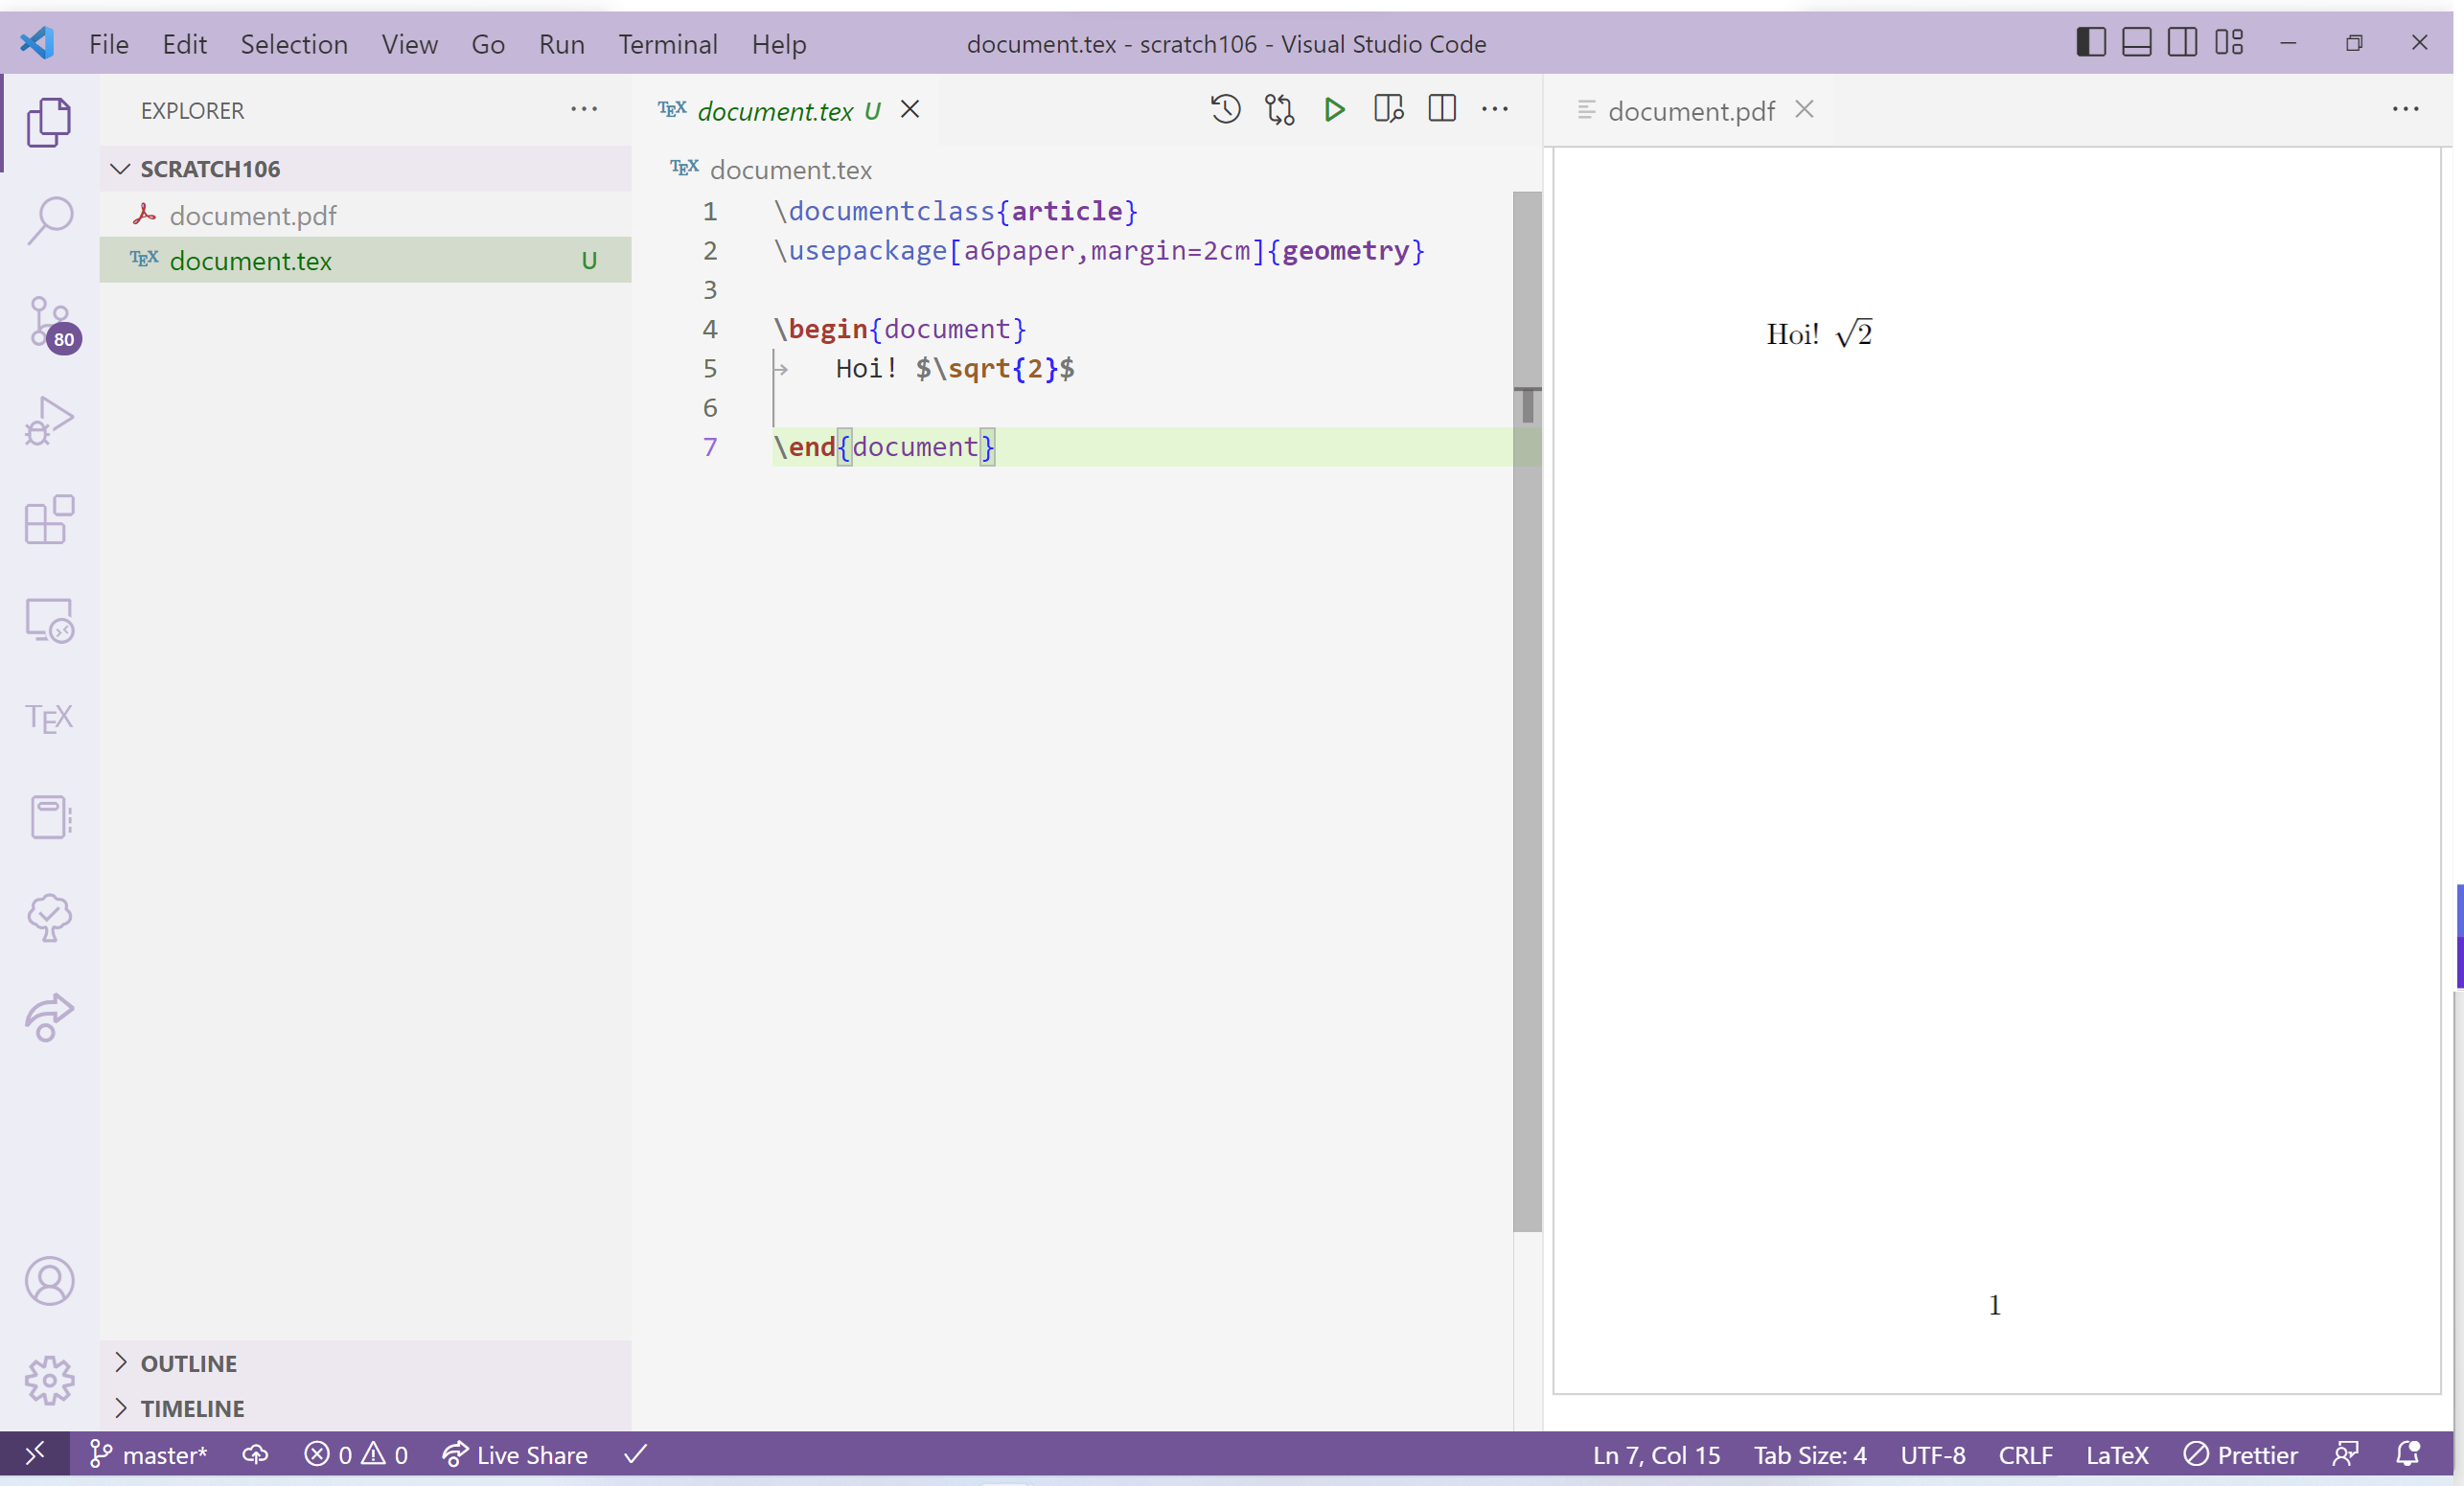 File Edit Selection View Go Run Terminal Help document.tex - scratch106 - Visual Studio Code
EXPLORER
SCRATCH106
document.pdf
TEX document.tex U
80
TEX
OUTLINE
TIMELINE
TEX document.tex U
TEX document.tex
1 \documentclass{article}
2 \usepackage[a6paper,margin=2cm]{geometry}
3
4 \begin{document}
5 Hoi! $\sqrt{2}$
6
7 \end{document}
document.pdf
Hoi! √2
1
master* 0 0 Live Share Ln 7, Col 15 Tab Size: 4 UTF-8 CRLF LaTeX Prettier